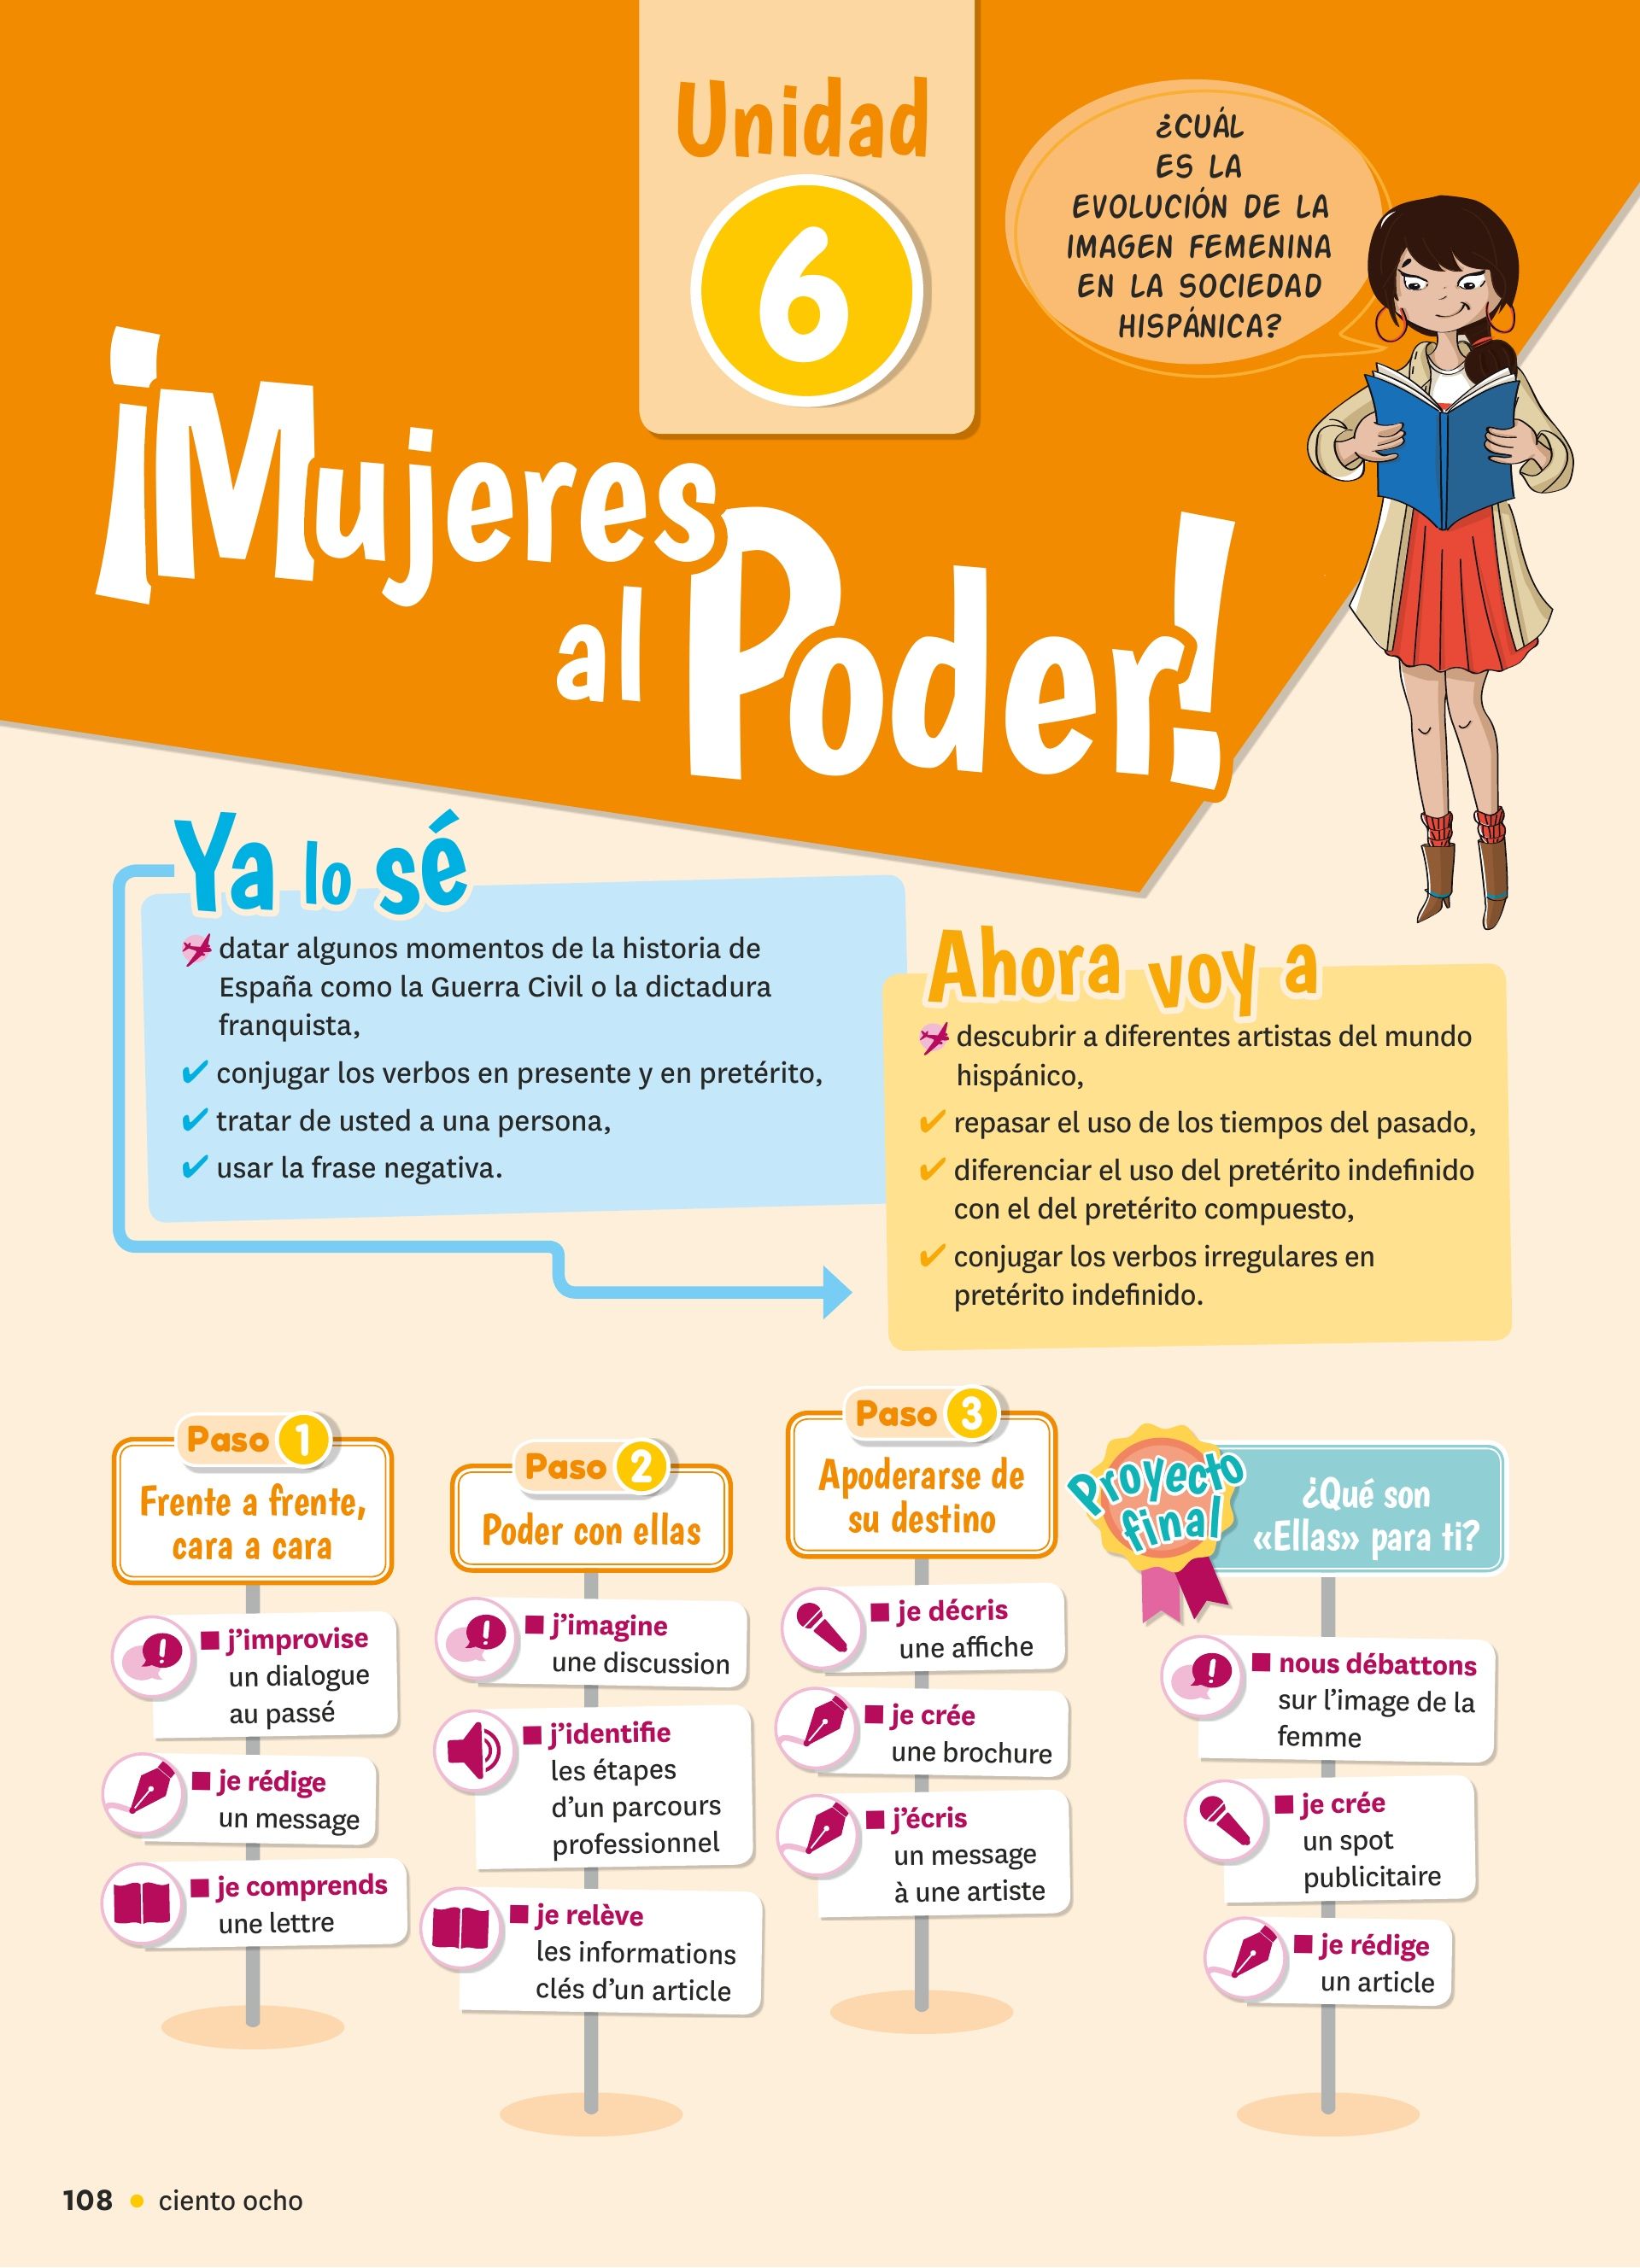 Unidad
6
¿CUÁL
ES LA
EVOLUCIÓN DE LA
IMAGEN FEMENINA
EN LA SOCIEDAD
HISPÁNICA?
¡Mujeres
al Poder!
Ya lo sé
datar algunos momentos de la historia de
España como la Guerra Civil o la dictadura
franquista,
✔ conjugar los verbos en presente y en pretérito,
✔ tratar de usted a una persona,
✔ usar la frase negativa.
Ahora voy a
descubrir a diferentes artistas del mundo
hispánico,
✔ repasar el uso de los tiempos del pasado,
✔ diferenciar el uso del pretérito indefinido
con el del pretérito compuesto,
✔ conjugar los verbos irregulares en
pretérito indefinido.
Paso 1
Frente a frente,
cara a cara
■ j'improvise
un dialogue
au passé
■ je rédige
un message
■ je comprends
une lettre
Paso 2
Poder con ellas
■ j'imagine
une discussion
■ j'identifie
les étapes
d'un parcours
professionnel
■ je relève
les informations
clés d'un article
Paso 3
Apoderarse de
su destino
■ je décris
une affiche
■ je crée
une brochure
■ j'écris
un message
à une artiste
Proyecto
final
¿Qué son
«Ellas» para ti?
■ nous débattons
sur l'image de la
femme
■ je crée
un spot
publicitaire
■ je rédige
un article
108 • ciento ocho